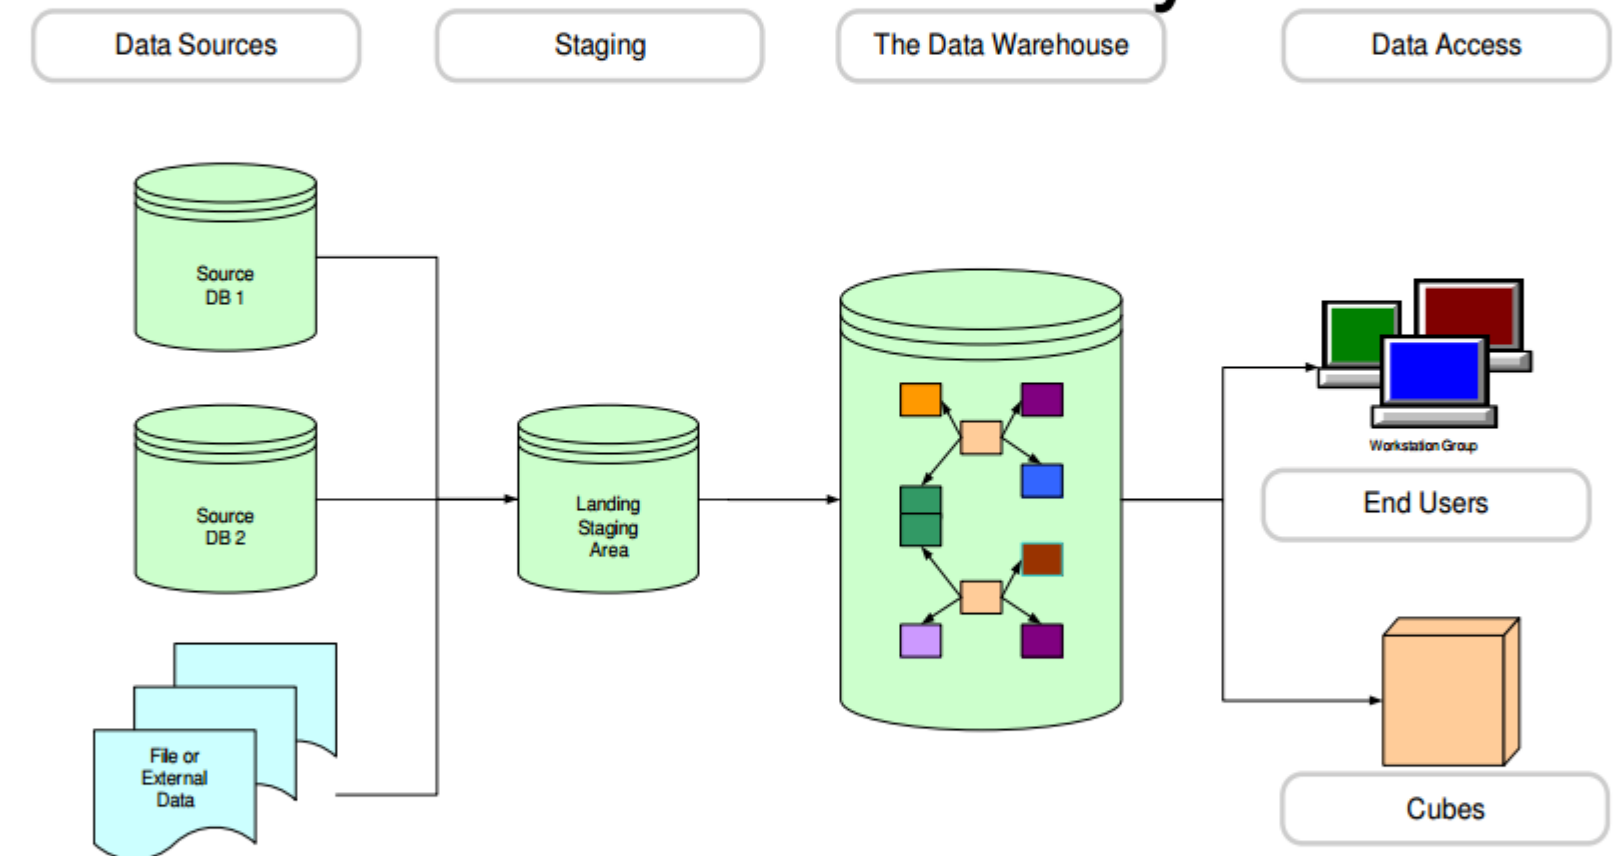 Data Sources
Staging
The Data Warehouse
Data Access
Source
DB 1
Source
DB 2
File or
External
Data
Landing
Staging
Area
Workstation Group
End Users
Cubes